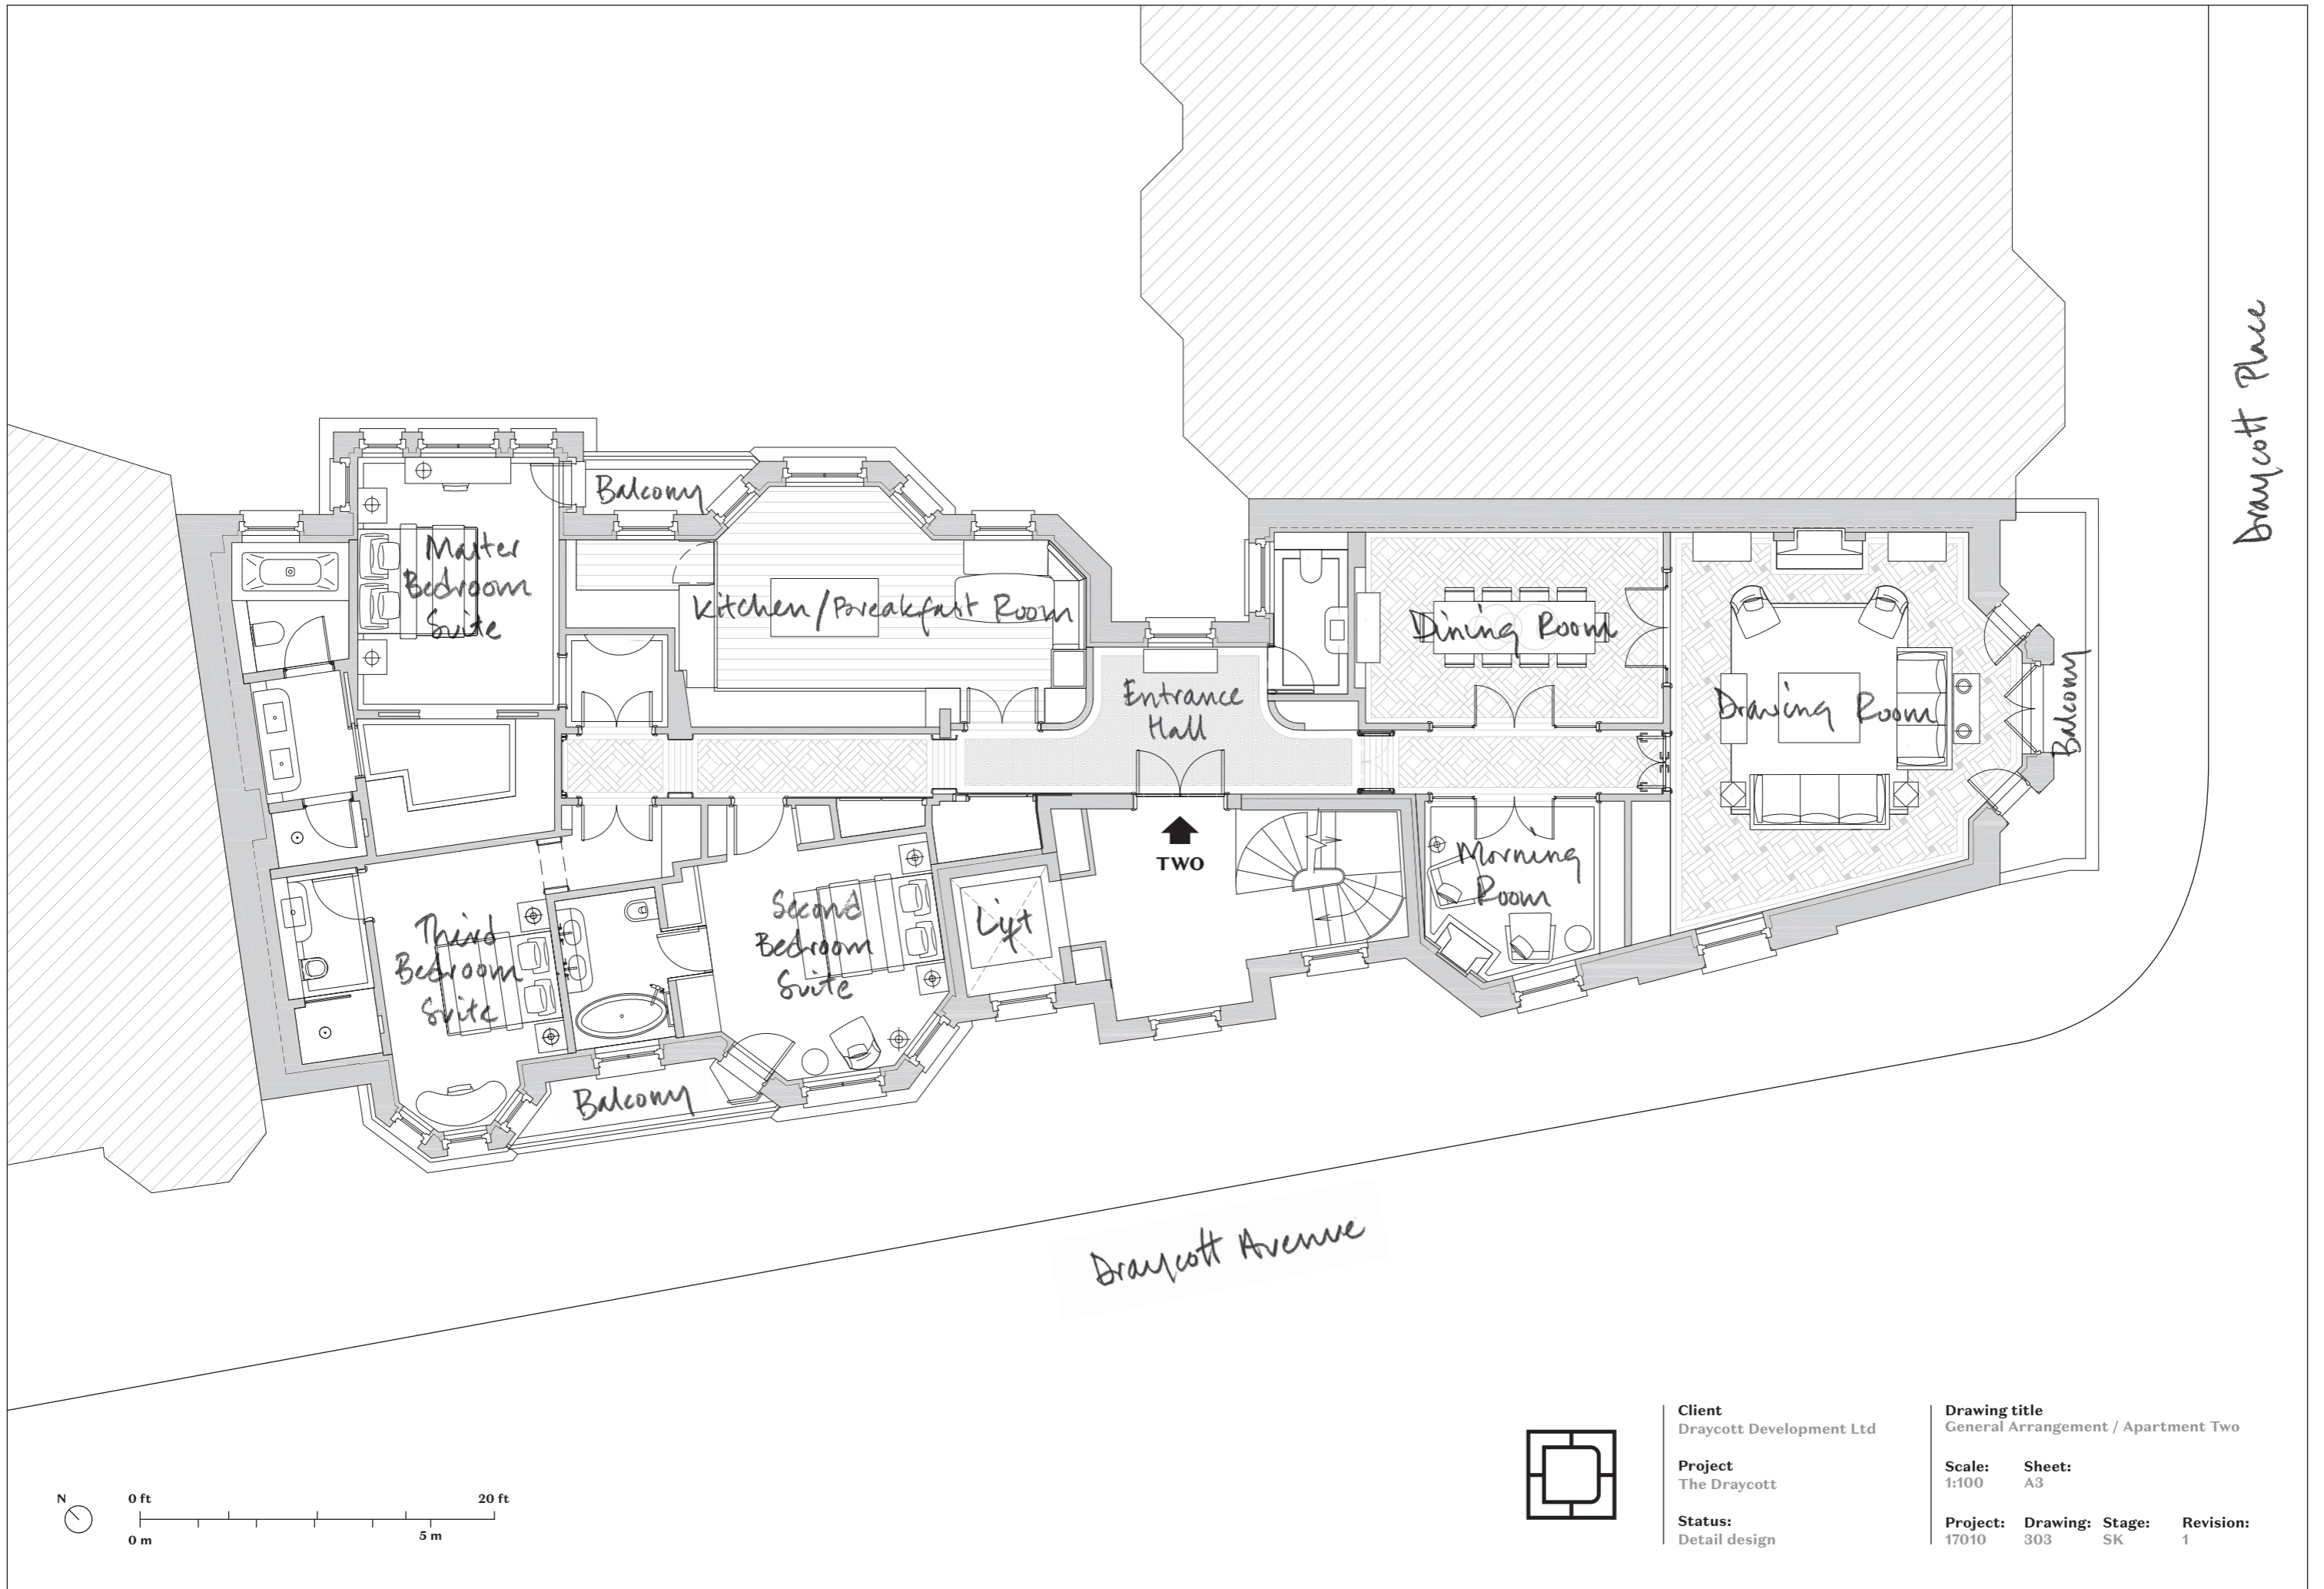 Draycott Place
Balcony
Master
Bedroom
Suite
Kitchen/Breakfast Room
Dining Room
Entrance
Hall
Drawing Room
Balcony
TWO
Morning
Room
Third
Bedroom
Suite
Second
Bedroom
Suite
Lift
Balcony
Draycott Avenue
N
0 ft 20 ft
0 m 5 m
Client
Draycott Development Ltd
Project
The Draycott
Status:
Detail design
Drawing title
General Arrangement / Apartment Two
Scale: Sheet:
1:100 A3
Project: Drawing: Stage: Revision:
17010 303 SK 1